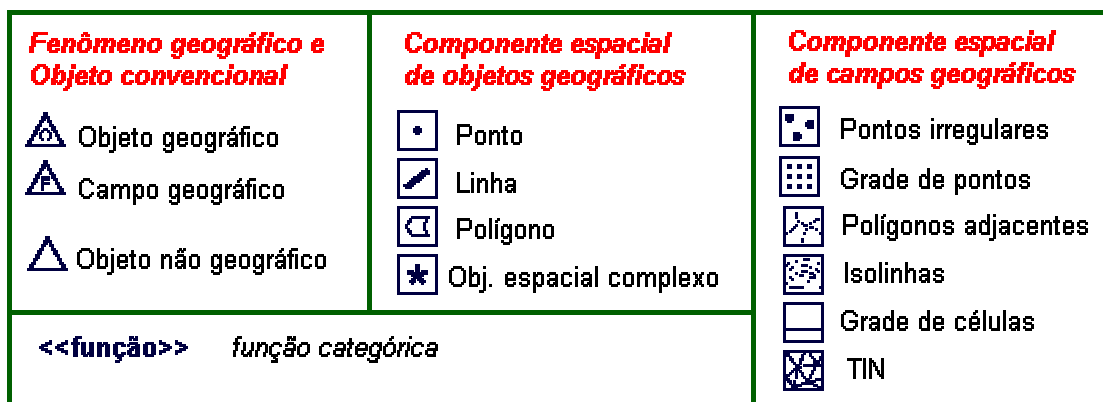 Fenômeno geográfico e
Objeto convencional
Objeto geográfico
Campo geográfico
Objeto não geográfico
Componente espacial
de objetos geográficos
Ponto
Linha
Polígono
Obj. espacial complexo
<<função>> função categórica
Componente espacial
de campos geográficos
Pontos irregulares
Grade de pontos
Polígonos adjacentes
Isolinhas
Grade de células
TIN